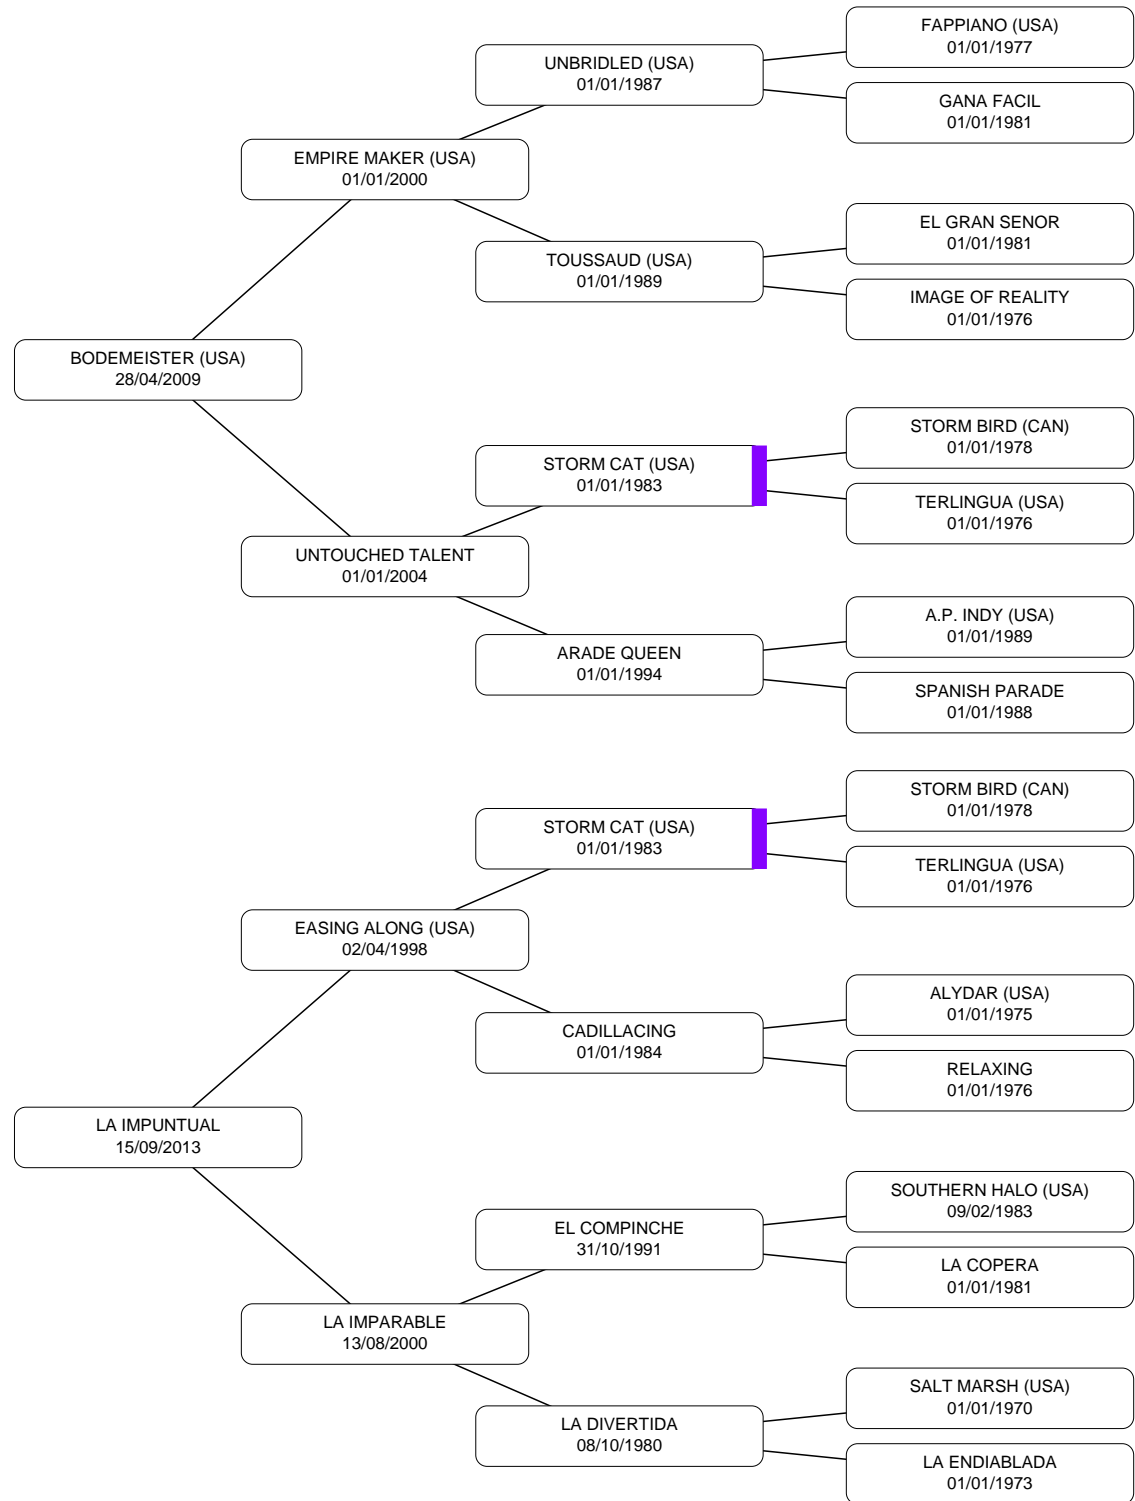 FAPPIANO (USA)
01/01/1977
UNBRIDLED (USA)
01/01/1987
GANA FACIL
01/01/1981
EMPIRE MAKER (USA)
01/01/2000
EL GRAN SENOR
01/01/1981
TOUSSAUD (USA)
01/01/1989
IMAGE OF REALITY
01/01/1976
BODEMEISTER (USA)
28/04/2009
STORM BIRD (CAN)
01/01/1978
STORM CAT (USA)
01/01/1983
TERLINGUA (USA)
01/01/1976
UNTOUCHED TALENT
01/01/2004
A.P. INDY (USA)
01/01/1989
ARADE QUEEN
01/01/1994
SPANISH PARADE
01/01/1988
STORM BIRD (CAN)
01/01/1978
STORM CAT (USA)
01/01/1983
TERLINGUA (USA)
01/01/1976
EASING ALONG (USA)
02/04/1998
ALYDAR (USA)
01/01/1975
CADILLACING
01/01/1984
RELAXING
01/01/1976
LA IMPUNTUAL
15/09/2013
SOUTHERN HALO (USA)
09/02/1983
EL COMPINCHE
31/10/1991
LA COPERA
01/01/1981
LA IMPARABLE
13/08/2000
SALT MARSH (USA)
01/01/1970
LA DIVERTIDA
08/10/1980
LA ENDIABLADA
01/01/1973